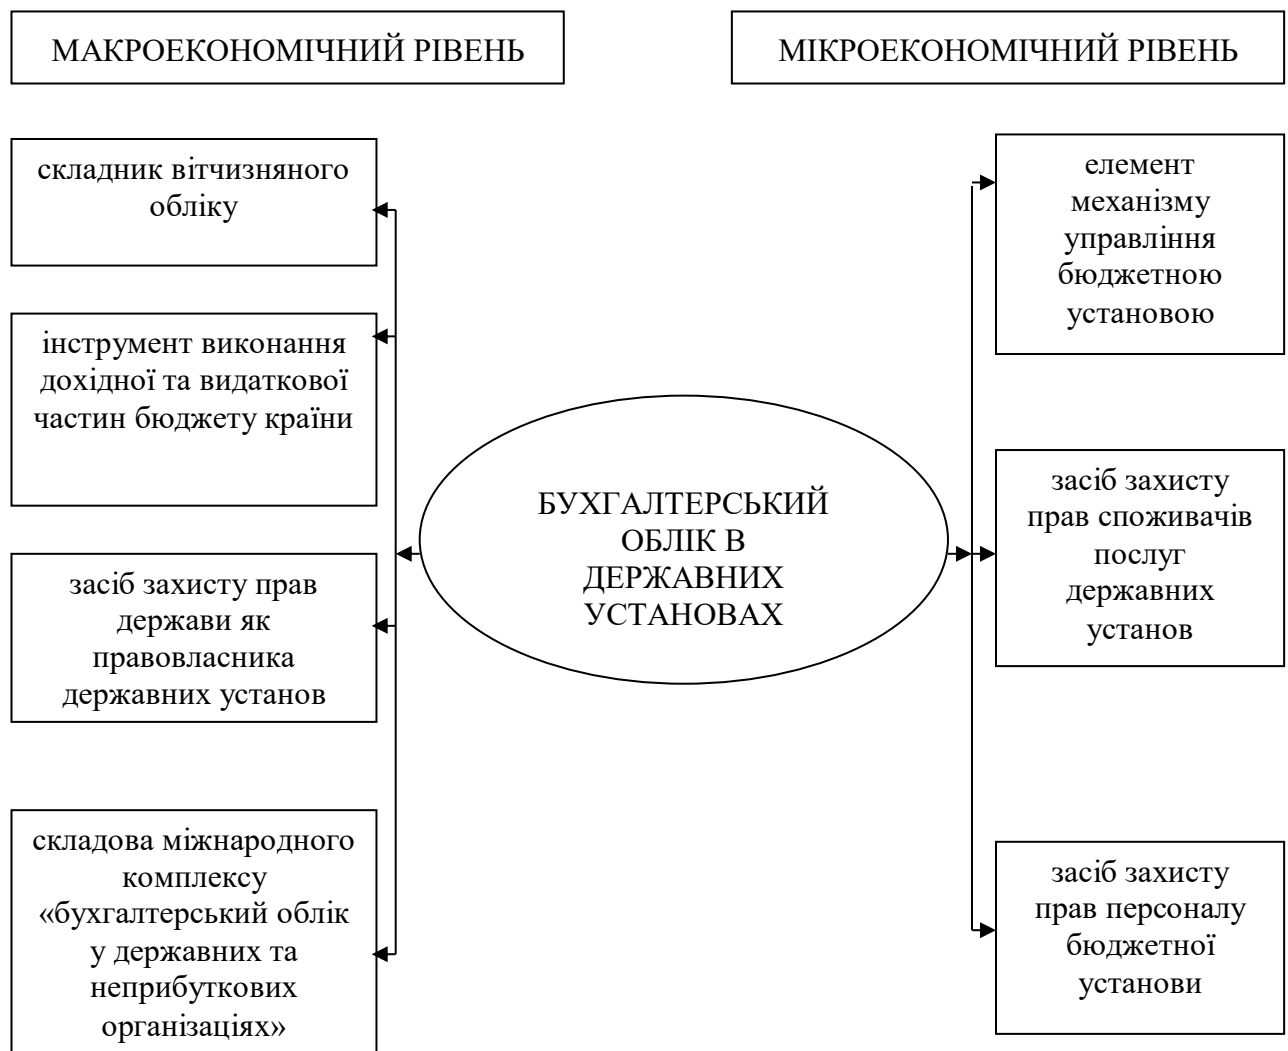 МАКРОЕКОНОМІЧНИЙ РІВЕНЬ
МІКРОЕКОНОМІЧНИЙ РІВЕНЬ
складник вітчизняного
обліку
інструмент виконання
дохідної та видаткової
частин бюджету країни
засіб захисту прав
держави як
правовласника
державних установ
складова міжнародного
комплексу
«бухгалтерський облік
у державних та
неприбуткових
організаціях»
БУХГАЛТЕРСЬКИЙ
ОБЛІК В
ДЕРЖАВНИХ
УСТАНОВАХ
елемент
механізму
управління
бюджетною
установою
засіб захисту
прав споживачів
послуг
державних
установ
засіб захисту
прав персоналу
бюджетної
установи